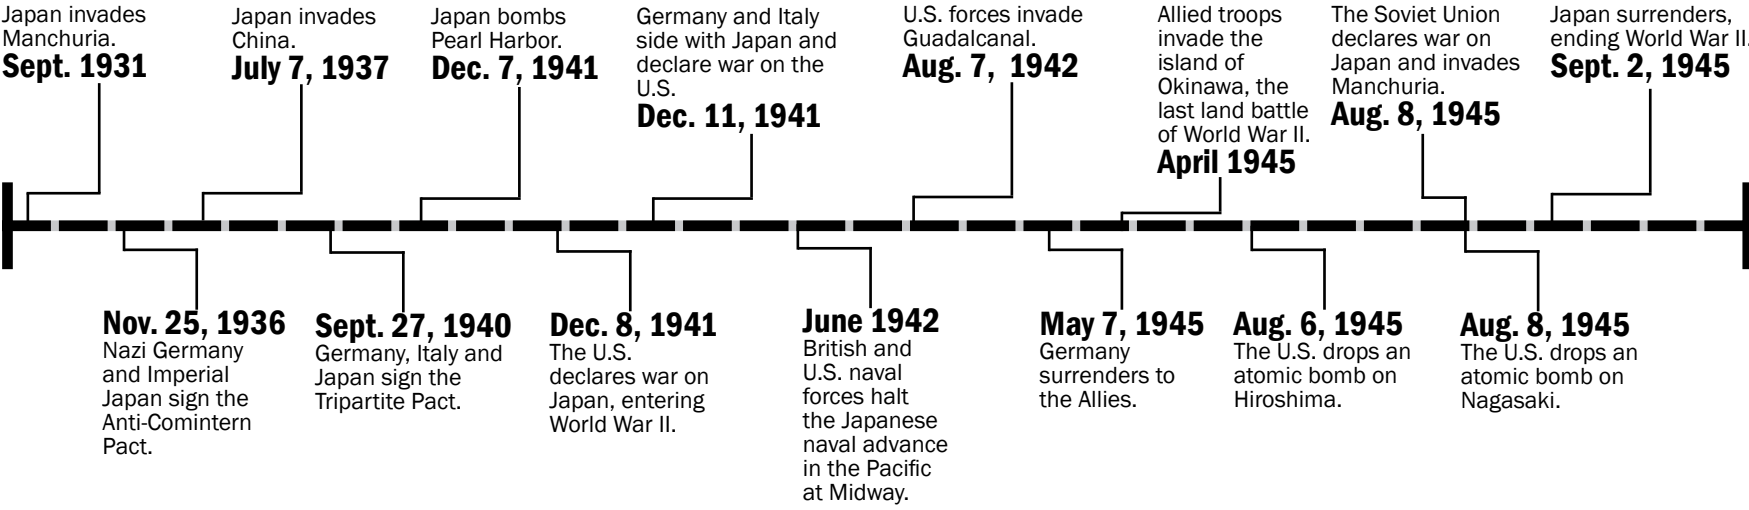 Japan invades
Manchuria.
Sept. 1931
Japan invades
China.
July 7, 1937
Japan bombs
Pearl Harbor.
Dec. 7, 1941
Germany and Italy
side with Japan and
declare war on the
U.S.
Dec. 11, 1941
U.S. forces invade
Guadalcanal.
Aug. 7, 1942
Allied troops
invade the
island of
Okinawa, the
last land battle
of World War II.
April 1945
The Soviet Union
declares war on
Japan and invades
Manchuria.
Aug. 8, 1945
Japan surrenders,
ending World War II.
Sept. 2, 1945
Nov. 25, 1936
Nazi Germany
and Imperial
Japan sign the
Anti-Comintern
Pact.
Sept. 27, 1940
Germany, Italy and
Japan sign the
Tripartite Pact.
Dec. 8, 1941
The U.S.
declares war on
Japan, entering
World War II.
June 1942
British and
U.S. naval
forces halt
the Japanese
naval advance
in the Pacific
at Midway.
May 7, 1945
Germany
surrenders to
the Allies.
Aug. 6, 1945
The U.S. drops an
atomic bomb on
Hiroshima.
Aug. 8, 1945
The U.S. drops an
atomic bomb on
Nagasaki.